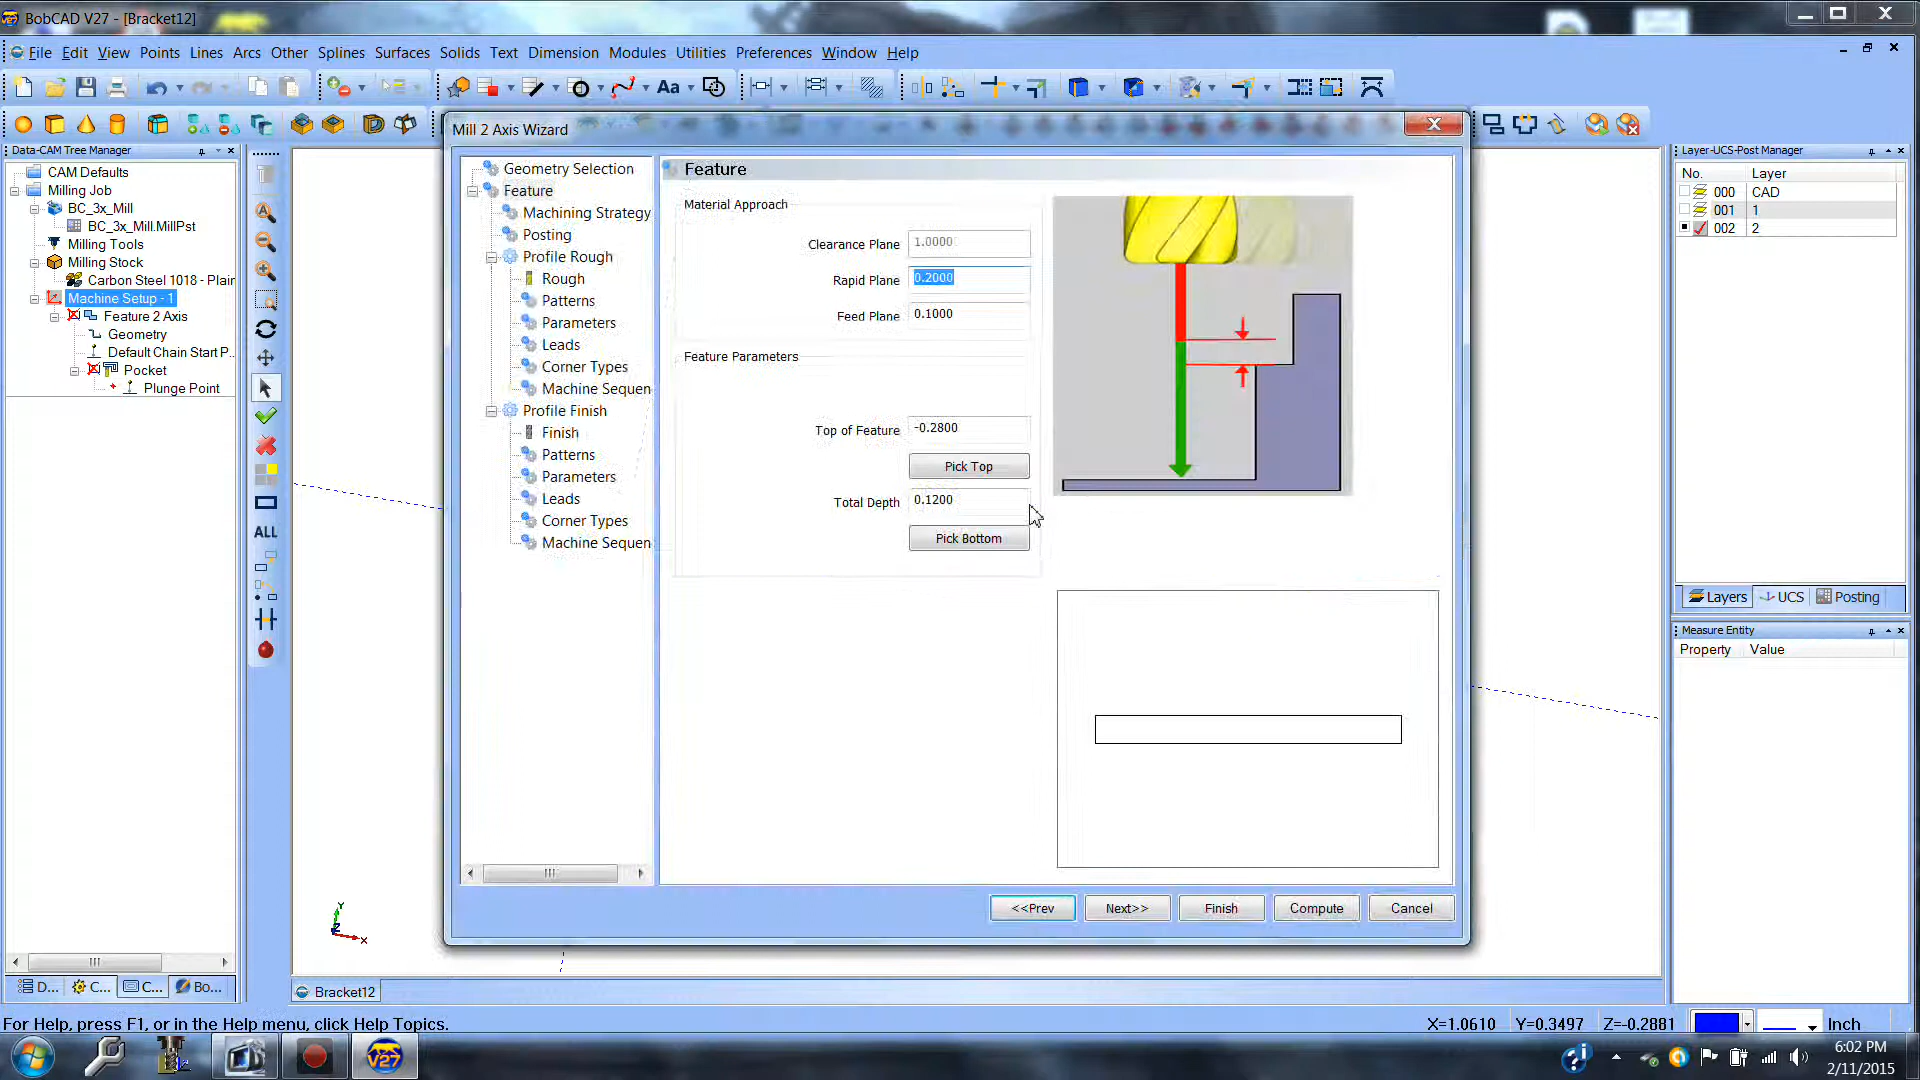 BobCAD V27 - [Bracket12]
File Edit View Points Lines Arcs Other Splines Surfaces Solids Text Dimension Modules Utilities Preferences Window Help
Aa
Data-CAM Tree Manager
CAM Defaults
Milling Job
BC_3x_Mill
BC_3x_Mill.MillPst
Milling Tools
Milling Stock
Carbon Steel 1018 - Plain
Machine Setup - 1
Feature 2 Axis
Geometry
Default Chain Start P...
Pocket
Plunge Point
D... C... C... Bo...
ALL
Mill 2 Axis Wizard
Geometry Selection
Feature
Machining Strategy
Posting
Profile Rough
Rough
Patterns
Parameters
Leads
Corner Types
Machine Sequen
Profile Finish
Finish
Patterns
Parameters
Leads
Corner Types
Machine Sequen
Feature
Material Approach
Clearance Plane 1.0000
Rapid Plane 0.2000
Feed Plane 0.1000
Feature Parameters
Top of Feature -0.2800
Pick Top
Total Depth 0.1200
Pick Bottom
<<Prev Next>> Finish Compute Cancel
Layer-UCS-Post Manager
No. Layer
000 CAD
001 1
002 2
Layers UCS Posting
Measure Entity
Property Value
Y
Z
X
Bracket12
For Help, press F1, or in the Help menu, click Help Topics.
X=1.0610 Y=0.3497 Z=-0.2881 Inch
V27
6:02 PM
2/11/2015